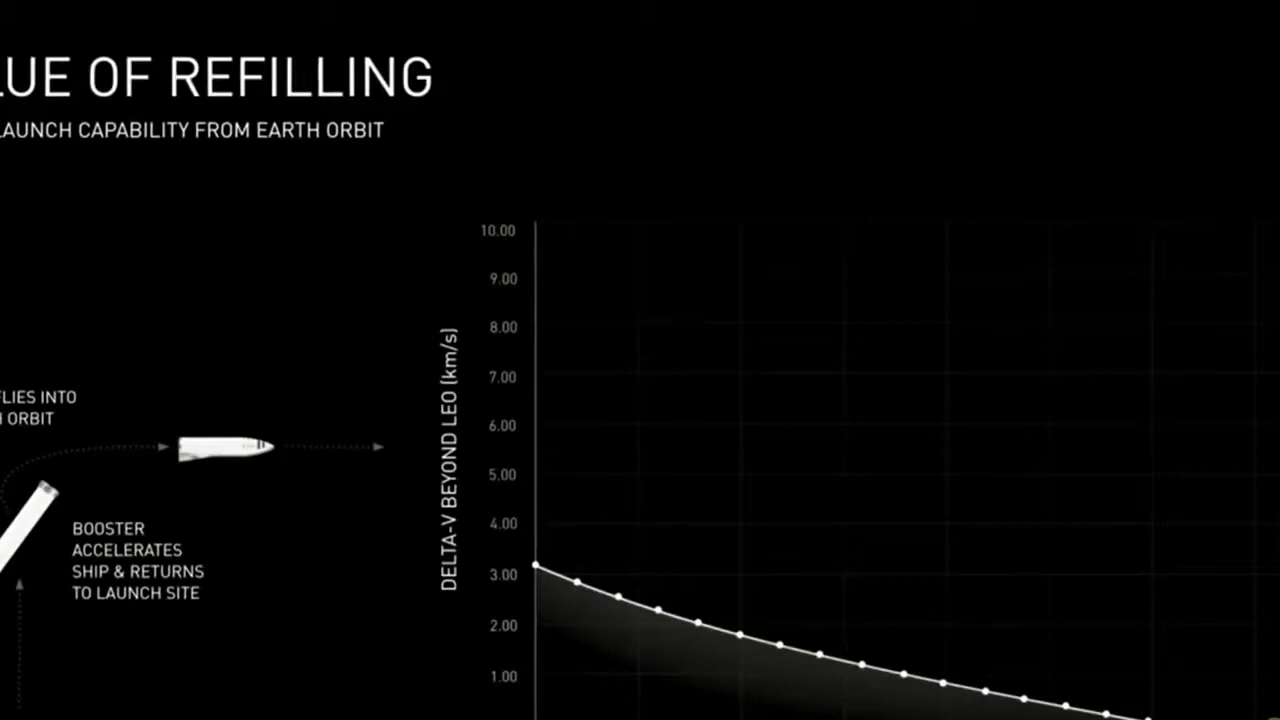 LUE OF REFILLING
LAUNCH CAPABILITY FROM EARTH ORBIT
FLIES INTO
H ORBIT
BOOSTER
ACCELERATES
SHIP & RETURNS
TO LAUNCH SITE
DELTA-V BEYOND LEO (km/s)
10.00
9.00
8.00
7.00
6.00
5.00
4.00
3.00
2.00
1.00